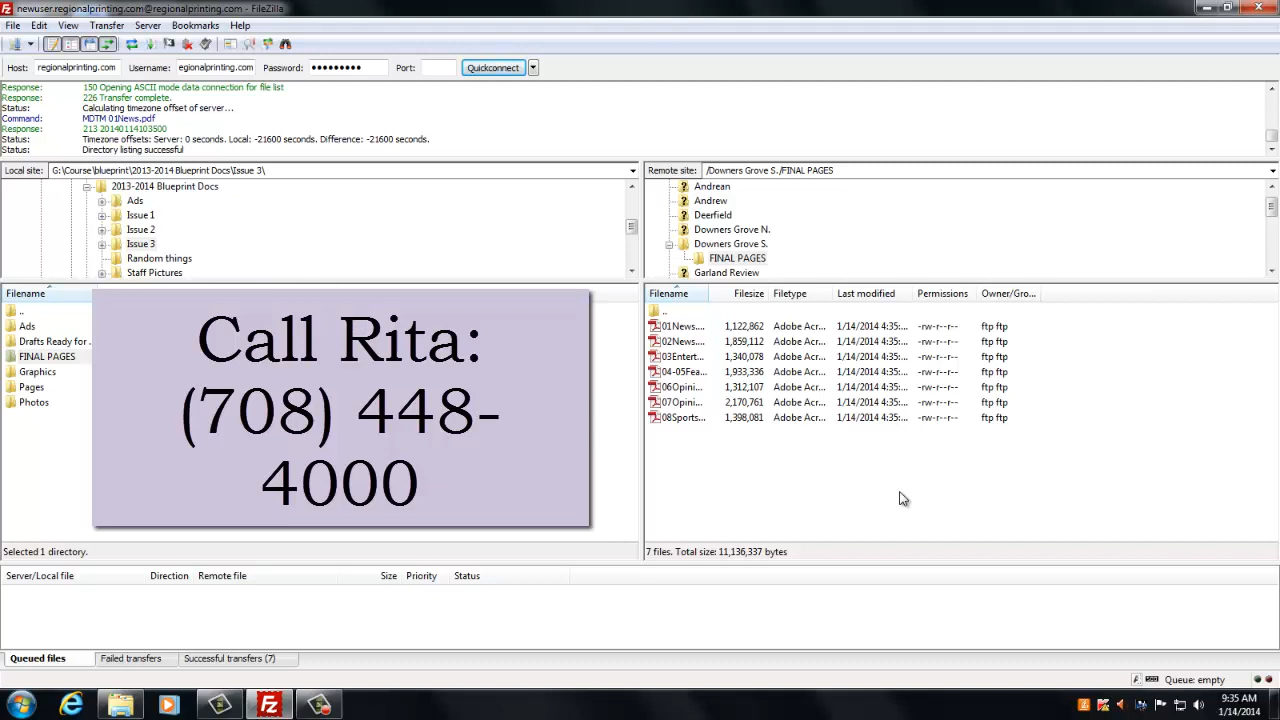 newuser.regionalprinting.com@regionalprinting.com - FileZilla
File Edit View Transfer Server Bookmarks Help
Host: regionalprinting.com Username: egionalprinting.com Password: ••••••••• Port: Quickconnect
Response: 150 Opening ASCII mode data connection for file list
Response: 226 Transfer complete.
Status: Calculating timezone offset of server...
Command: MDTM 01News.pdf
Response: 213 20140114103500
Status: Timezone offsets: Server: 0 seconds. Local: -21600 seconds. Difference: -21600 seconds.
Status: Directory listing successful
Local site: G:\Course\blueprint\2013-2014 Blueprint Docs\Issue 3\
2013-2014 Blueprint Docs
Ads
Issue 1
Issue 2
Issue 3
Random things
Staff Pictures
Remote site: /Downers Grove S./FINAL PAGES
Andrean
Andrew
Deerfield
Downers Grove N.
Downers Grove S.
FINAL PAGES
Garland Review
Filename
..
Ads
Drafts Ready for .
FINAL PAGES
Graphics
Pages
Photos
Call Rita:
(708) 448-
4000
Selected 1 directory.
Filename Filesize Filetype Last modified Permissions Owner/Gro...
..
01News.... 1,122,862 Adobe Acr... 1/14/2014 4:35:... -rw-r--r-- ftp ftp
02News.... 1,859,112 Adobe Acr... 1/14/2014 4:35:... -rw-r--r-- ftp ftp
03Entert... 1,340,078 Adobe Acr... 1/14/2014 4:35:... -rw-r--r-- ftp ftp
04-05Fea... 1,933,336 Adobe Acr... 1/14/2014 4:35:... -rw-r--r-- ftp ftp
06Opini... 1,312,107 Adobe Acr... 1/14/2014 4:35:... -rw-r--r-- ftp ftp
07Opini... 2,170,761 Adobe Acr... 1/14/2014 4:35:... -rw-r--r-- ftp ftp
08Sports... 1,398,081 Adobe Acr... 1/14/2014 4:35:... -rw-r--r-- ftp ftp
7 files. Total size: 11,136,337 bytes
Server/Local file Direction Remote file Size Priority Status
Queued files Failed transfers Successful transfers (7)
Queue: empty
9:35 AM
1/14/2014